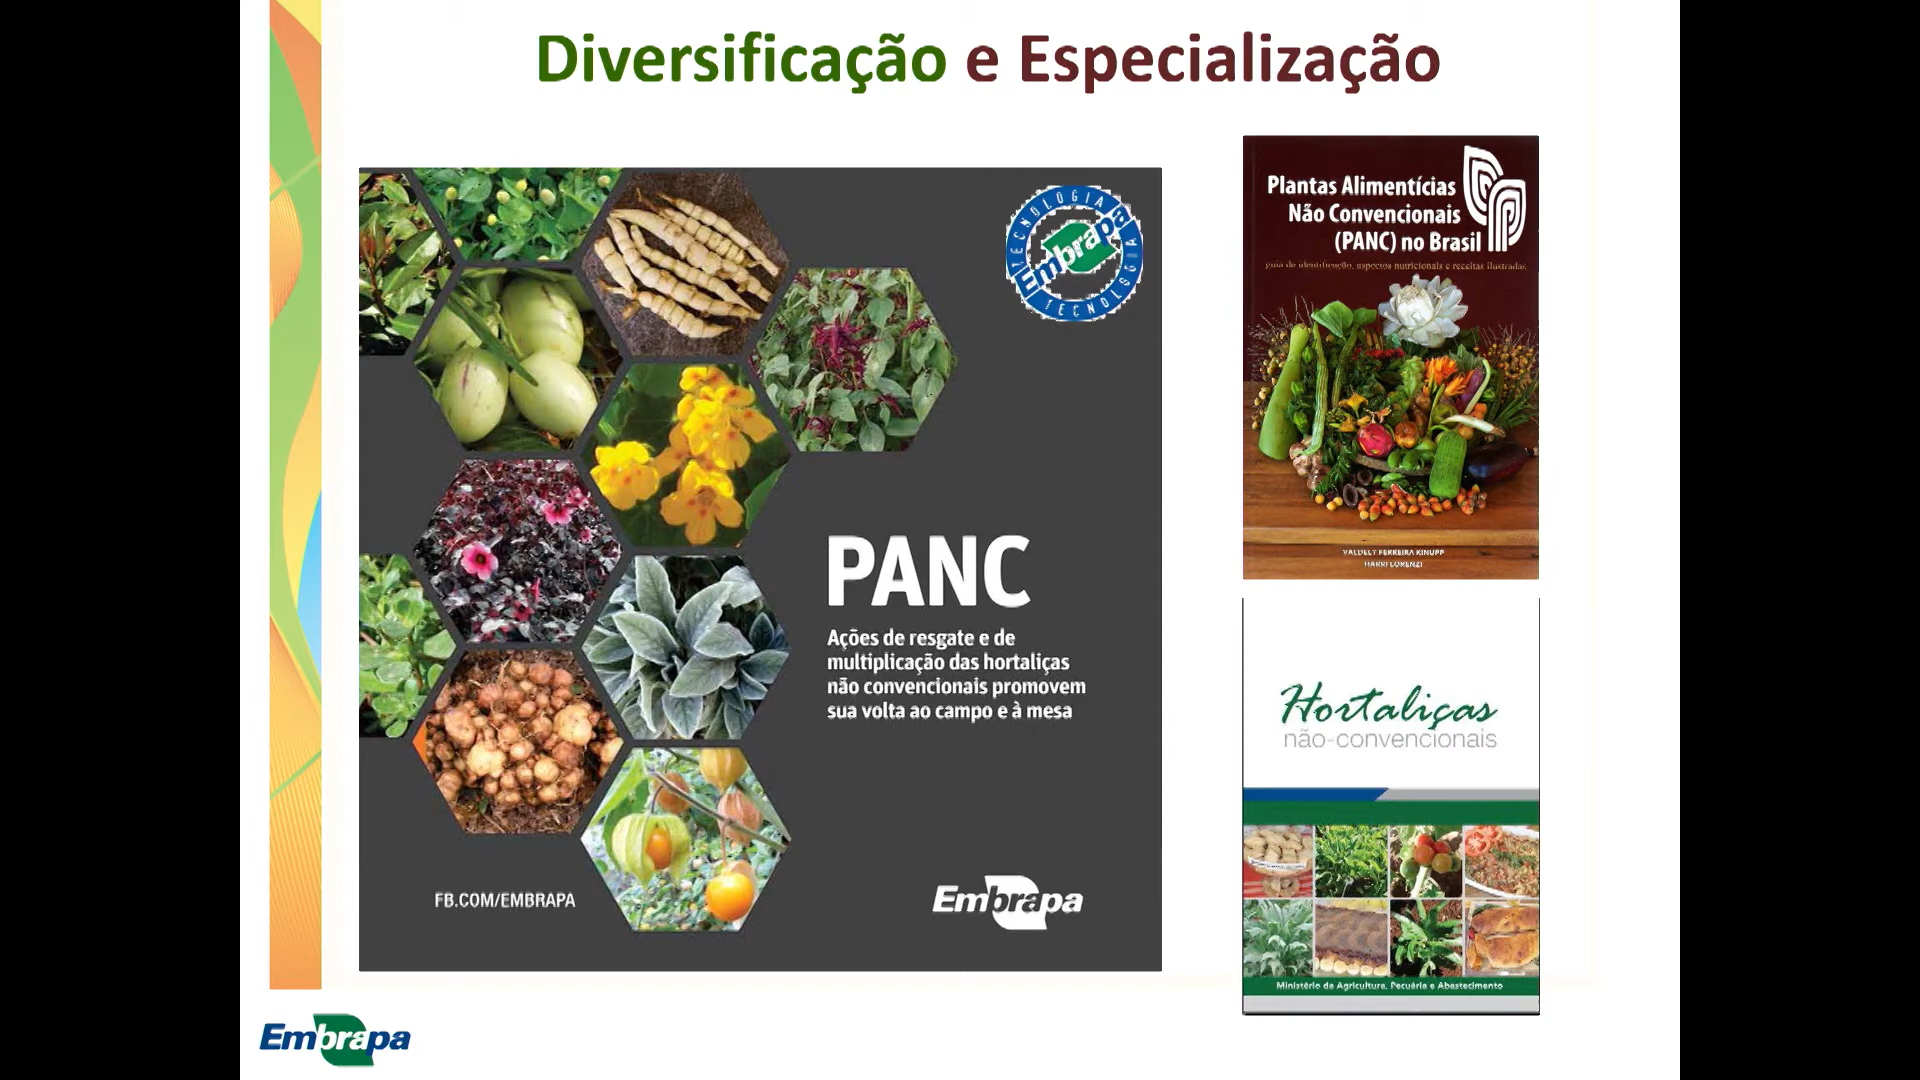 Diversificação e Especialização
TECNOLOGIA
Embrapa
TECNOLOGIA
PANC
Ações de resgate e de
multiplicação das hortaliças
não convencionais promovem
sua volta ao campo e à mesa
FB.COM/EMBRAPA
Embrapa
Plantas Alimentícias
Não Convencionais
(PANC) no Brasil
guia de identificação, aspectos nutricionais e receitas ilustradas
VALDELY FERREIRA KINUPP
HARRI LORENZI
Hortaliças
não-convencionais
Ministério da Agricultura, Pecuária e Abastecimento
Embrapa